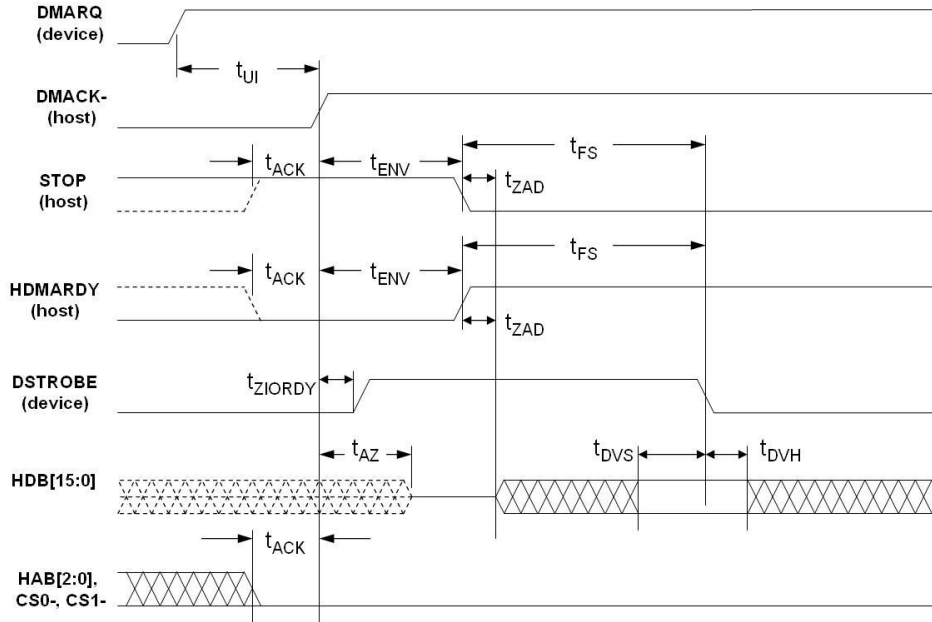 DMARQ
(device)
tUI
DMACK-
(host)
tFS
tACK
tENV
STOP
(host)
tZAD
tFS
tACK
tENV
HDMARDY
(host)
tZAD
DSTROBE
(device)
tZIORDY
tAZ
tDVS
tDVH
HDB[15:0]
tACK
HAB[2:0],
CS0-, CS1-